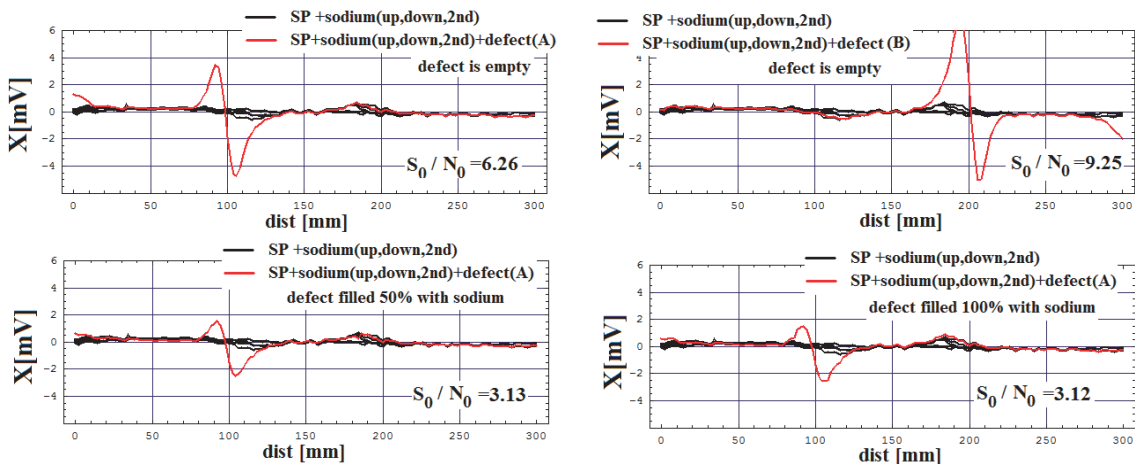 SP +sodium(up,down,2nd)
SP+sodium(up,down,2nd)+defect(A)
defect is empty
6
4
2
0
−2
−4
X[mV]
S0 / N0 =6.26
0 50 100 150 200 250 300
dist [mm]
SP +sodium(up,down,2nd)
SP+sodium(up,down,2nd)+defect (B)
defect is empty
6
4
2
0
−2
−4
X[mV]
S0 / N0 =9.25
0 50 100 150 200 250 300
dist [mm]
SP +sodium(up,down,2nd)
SP+sodium(up,down,2nd)+defect(A)
defect filled 50% with sodium
6
4
2
0
−2
−4
X[mV]
S0 / N0 =3.13
0 50 100 150 200 250 300
dist [mm]
SP +sodium(up,down,2nd)
SP+sodium(up,down,2nd)+defect(A)
defect filled 100% with sodium
6
4
2
0
−2
−4
X[mV]
S0 / N0 =3.12
0 50 100 150 200 250 300
dist [mm]